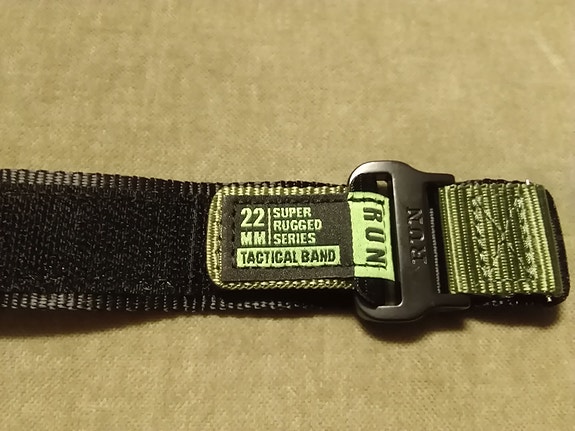 22 MM
SUPER
RUGGED
SERIES
TACTICAL BAND
RUN
RUN